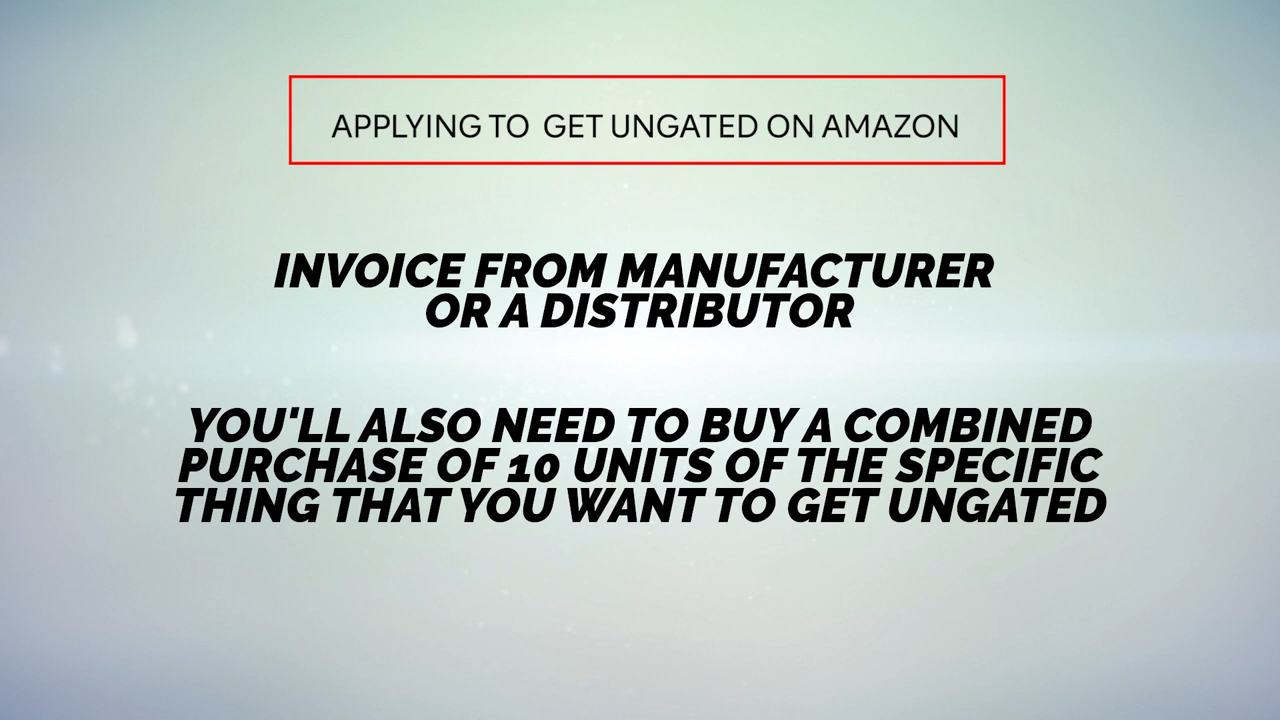 APPLYING TO GET UNGATED ON AMAZON
INVOICE FROM MANUFACTURER
OR A DISTRIBUTOR
YOU'LL ALSO NEED TO BUY A COMBINED
PURCHASE OF 10 UNITS OF THE SPECIFIC
THING THAT YOU WANT TO GET UNGATED